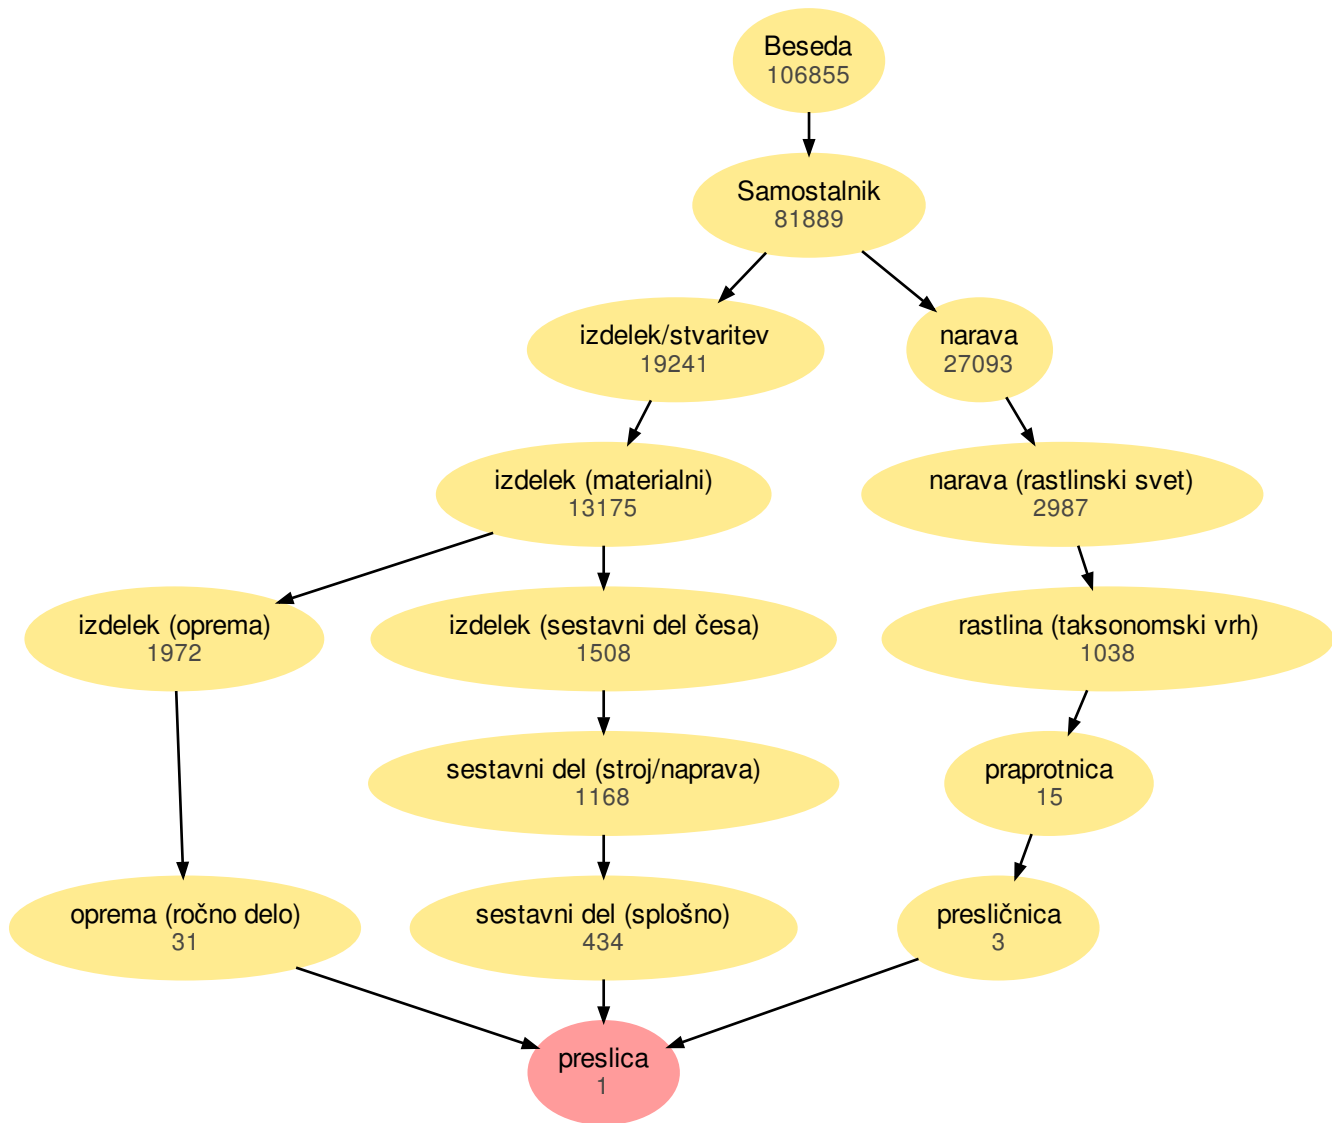 Beseda
106855
Samostalnik
81889
izdelek/stvaritev
19241
narava
27093
izdelek (materialni)
13175
narava (rastlinski svet)
2987
izdelek (oprema)
1972
izdelek (sestavni del česa)
1508
rastlina (taksonomski vrh)
1038
sestavni del (stroj/naprava)
1168
praprotnica
15
oprema (ročno delo)
31
sestavni del (splošno)
434
presličnica
3
preslica
1